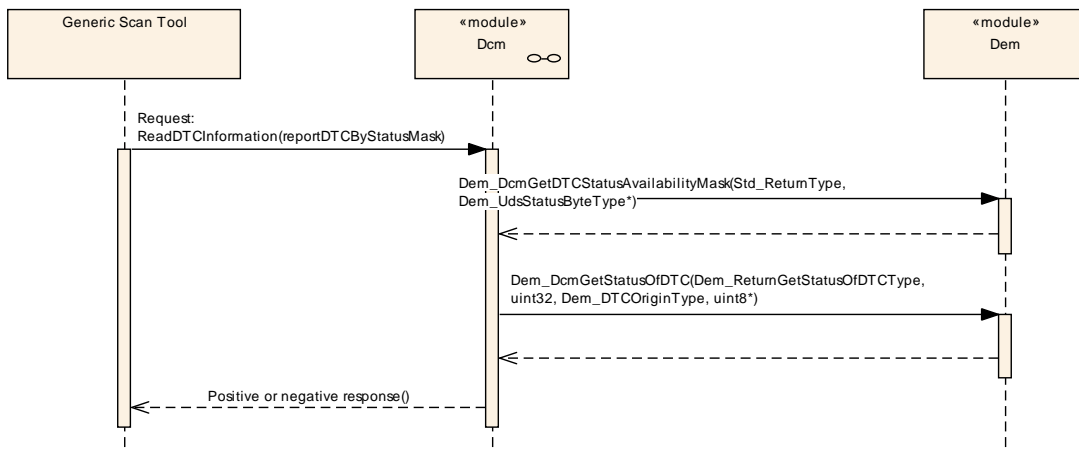 Generic Scan Tool
«module»
Dcm
«module»
Dem
Request:
ReadDTCInformation(reportDTCByStatusMask)
Dem_DcmGetDTCStatusAvailabilityMask(Std_ReturnType,
Dem_UdsStatusByteType*)
Dem_DcmGetStatusOfDTC(Dem_ReturnGetStatusOfDTCType,
uint32, Dem_DTCOriginType, uint8*)
Positive or negative response()